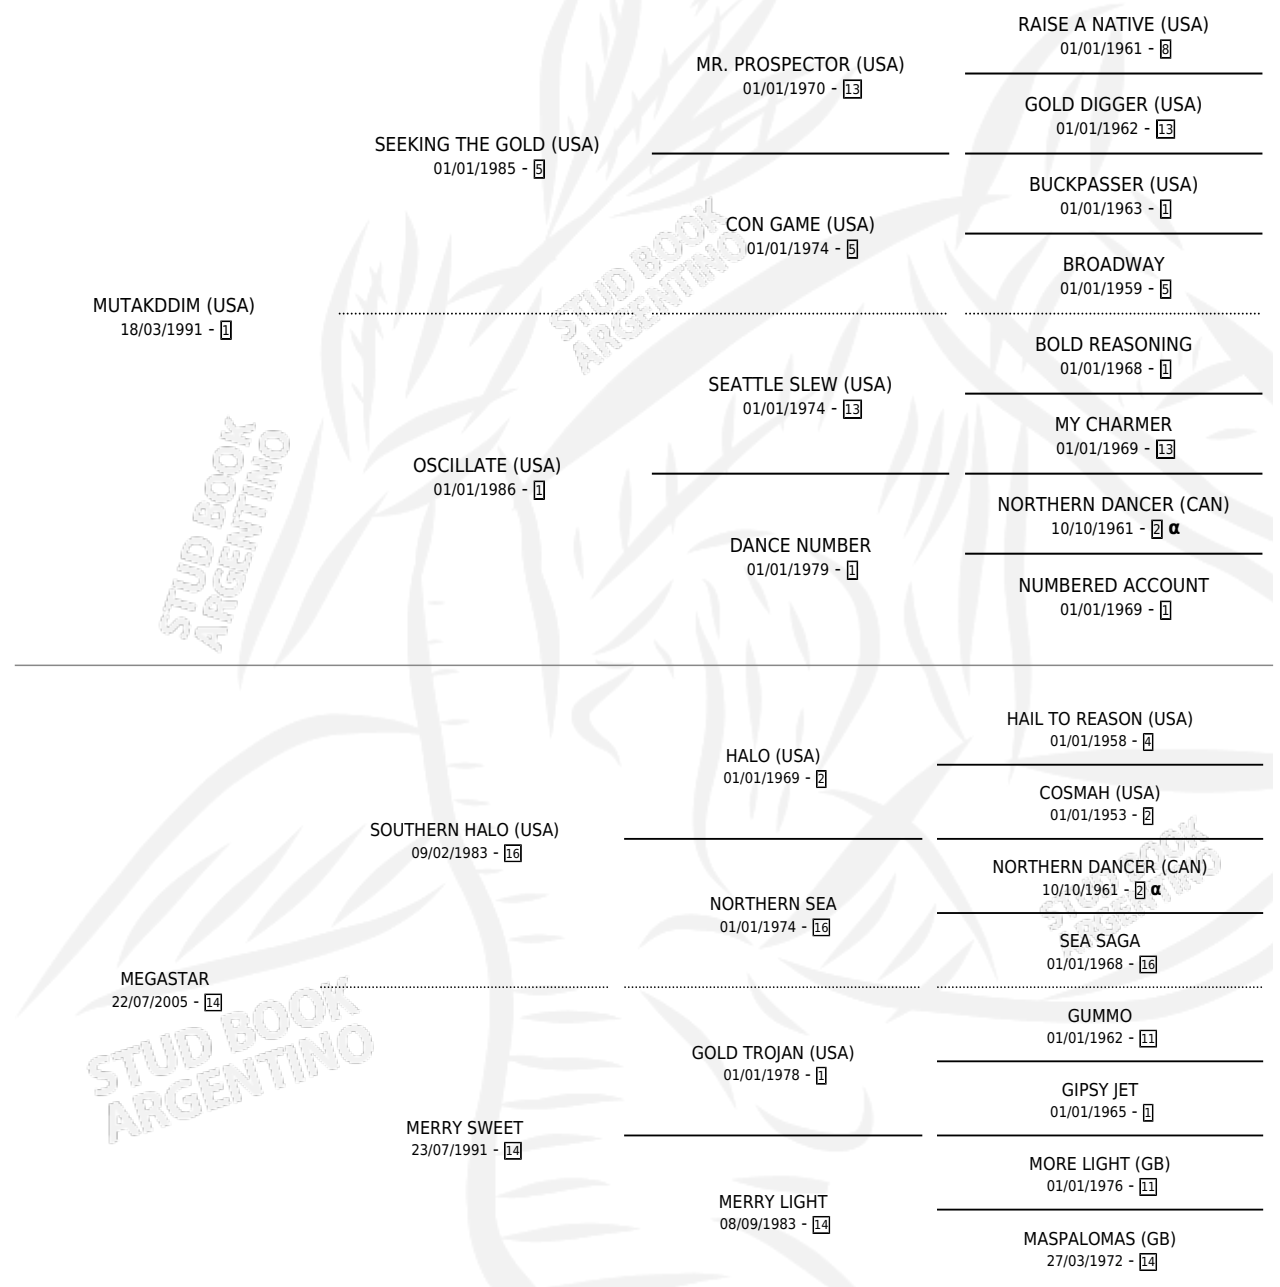 RAISE A NATIVE (USA)
01/01/1961 - 8
MR. PROSPECTOR (USA)
01/01/1970 - 13
GOLD DIGGER (USA)
01/01/1962 - 13
SEEKING THE GOLD (USA)
01/01/1985 - 5
BUCKPASSER (USA)
01/01/1963 - 1
CON GAME (USA)
01/01/1974 - 5
BROADWAY
01/01/1959 - 5
STUD BOOK
ARGENTINO
MUTAKDDIM (USA)
18/03/1991 - 1
BOLD REASONING
01/01/1968 - 1
SEATTLE SLEW (USA)
01/01/1974 - 13
MY CHARMER
01/01/1969 - 13
OSCILLATE (USA)
01/01/1986 - 1
STUD BOOK
ARGENTINO
NORTHERN DANCER (CAN)
10/10/1961 - 2 α
DANCE NUMBER
01/01/1979 - 1
NUMBERED ACCOUNT
01/01/1969 - 1
HAIL TO REASON (USA)
01/01/1958 - 4
HALO (USA)
01/01/1969 - 2
COSMAH (USA)
01/01/1953 - 2
SOUTHERN HALO (USA)
09/02/1983 - 16
STUD BOOK
ARGENTINO
NORTHERN DANCER (CAN)
10/10/1961 - 2 α
NORTHERN SEA
01/01/1974 - 16
SEA SAGA
01/01/1968 - 16
MEGASTAR
22/07/2005 - 14
STUD BOOK
ARGENTINO
GUMMO
01/01/1962 - 11
GOLD TROJAN (USA)
01/01/1978 - 1
GIPSY JET
01/01/1965 - 1
MERRY SWEET
23/07/1991 - 14
MORE LIGHT (GB)
01/01/1976 - 11
MERRY LIGHT
08/09/1983 - 14
MASPALOMAS (GB)
27/03/1972 - 14